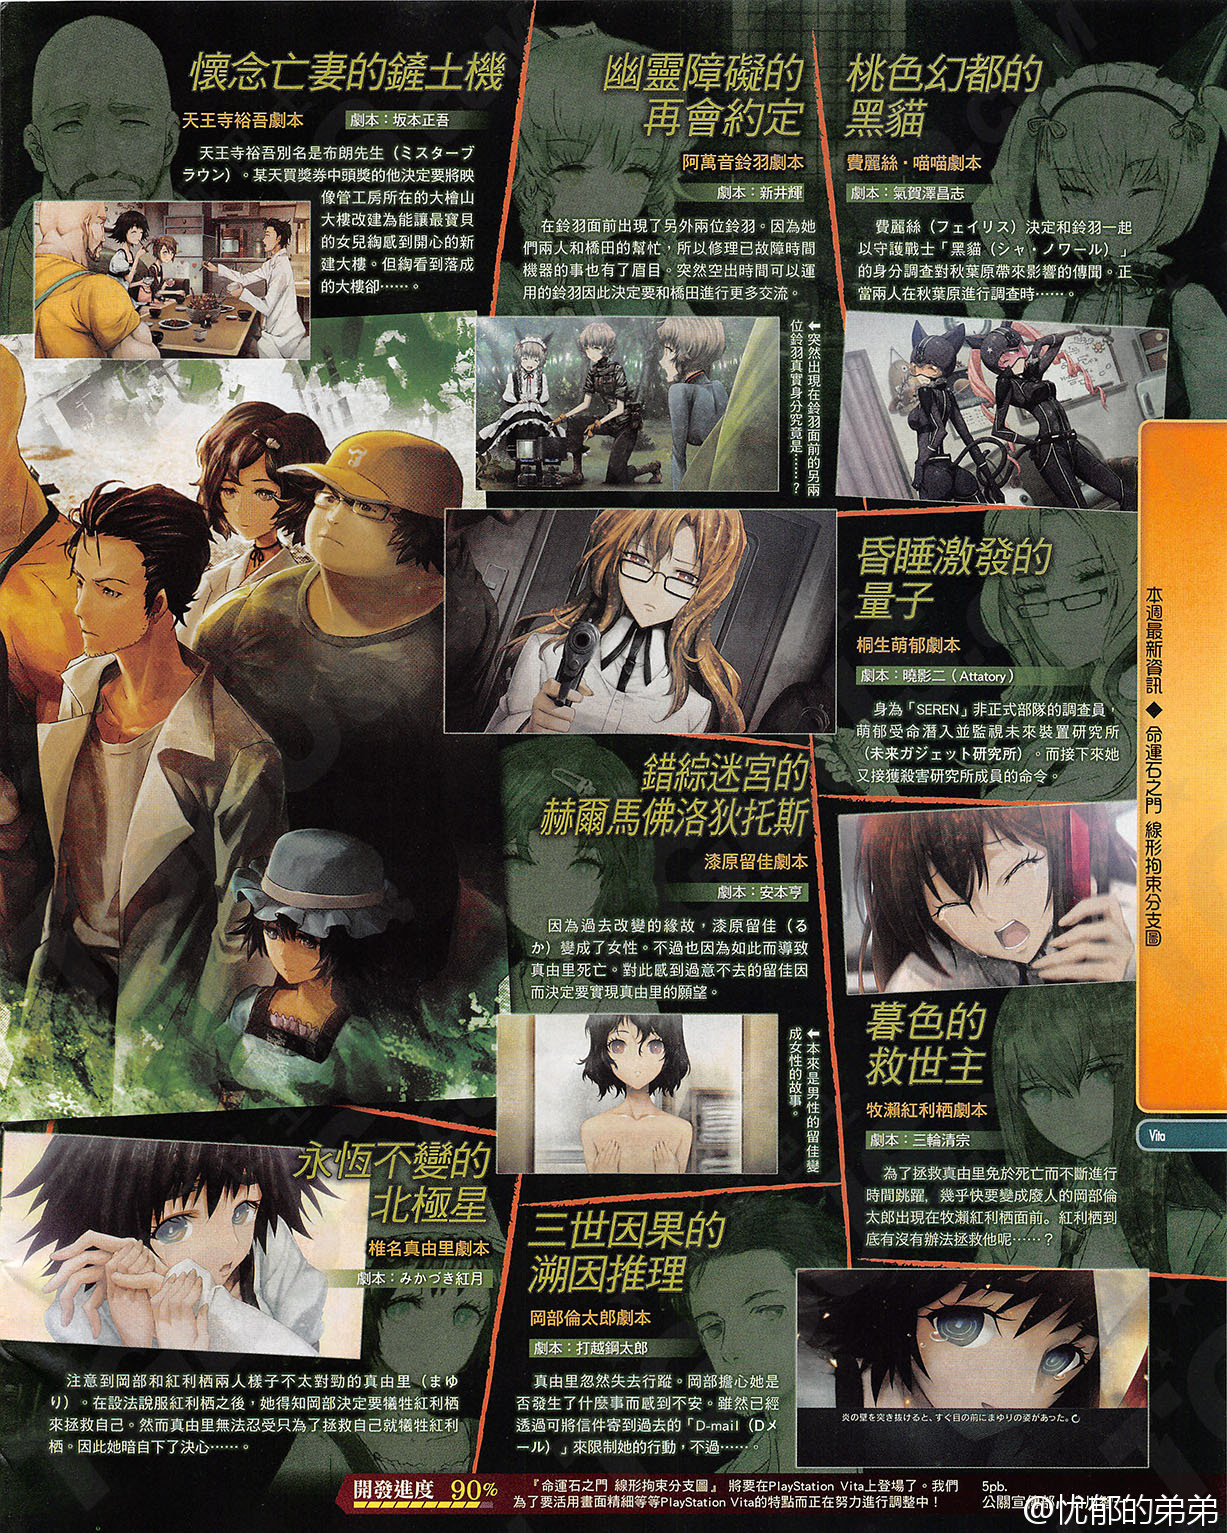 懷念亡妻的鏟土機
天王寺裕吾劇本
劇本：坂本正吾
天王寺裕吾別名是布朗先生（ミスターブ
ラウン）。某天買獎券中頭獎的他決定要將映
像管工房所在的大檜山
大樓改建為能讓最寶貝
的女兒綯感到開心的新
建大樓。但綯看到落成
的大樓卻……。
幽靈障礙的
再會約定
阿萬音鈴羽劇本
劇本：新井輝
在鈴羽面前出現了另外兩位鈴羽。因為她
們兩人和橋田的幫忙，所以修理已故障時間
機器的事也有了眉目。突然空出時間可以運
用的鈴羽因此決定要和橋田進行更多交流。
⬅突然出現在鈴羽面前的另兩
位鈴羽真實身分究竟是……？
桃色幻都的
黑貓
費麗絲・喵喵劇本
劇本：氣賀澤昌志
費麗絲（フェイリス）決定和鈴羽一起
以守護戰士「黑貓（シャ・ノワール）」
的身分調查對秋葉原帶來影響的傳聞。正
當兩人在秋葉原進行調查時……。
昏睡激發的
量子
桐生萌郁劇本
劇本：曉影二（Attatory）
身為「SEREN」非正式部隊的調查員，
萌郁受命潛入並監視未來裝置研究所
（未来ガジェット研究所）。而接下來她
又接獲殺害研究所成員的命令。
錯綜迷宮的
赫爾馬佛洛狄托斯
漆原留佳劇本
劇本：安本亨
因為過去改變的緣故，漆原留佳（る
か）變成了女性。不過也因為如此而導致
真由里死亡。對此感到過意不去的留佳因
而決定要實現真由里的願望。
⬅本來是男性的留佳變
成女性的故事。
暮色的
救世主
牧瀨紅利栖劇本
劇本：三輪清宗
為了拯救真由里免於死亡而不斷進行
時間跳躍，幾乎快要變成廢人的岡部倫
太郎出現在牧瀨紅利栖面前。紅利栖到
底有沒有辦法拯救他呢……？
永恆不變的
北極星
椎名真由里劇本
劇本：みかづき紅月
注意到岡部和紅利栖兩人樣子不太對勁的真由里（まゆ
り）。在設法說服紅利栖之後，她得知岡部決定要犧牲紅利栖
來拯救自己。然而真由里無法忍受只為了拯救自己就犧牲紅利
栖。因此她暗自下了決心……。
三世因果的
溯因推理
岡部倫太郎劇本
劇本：打越鋼太郎
真由里忽然失去行蹤。岡部擔心她是
否發生了什麼事而感到不安。雖然已經
透過可將信件寄到過去的「D-mail（Dメ
ール）」來限制她的行動，不過……。
炎の壁を突き抜けると、すぐ目の前にまゆりの姿があった。
本週最新資訊◆命運石之門 線形拘束分支圖
Vita
開發進度 90%
『命運石之門 線形拘束分支圖』 將要在PlayStation Vita上登場了。我們
為了要活用畫面精細等等PlayStation Vita的特點而正在努力進行調整中！
5pb.
公關宣傳部
@忧郁的弟弟